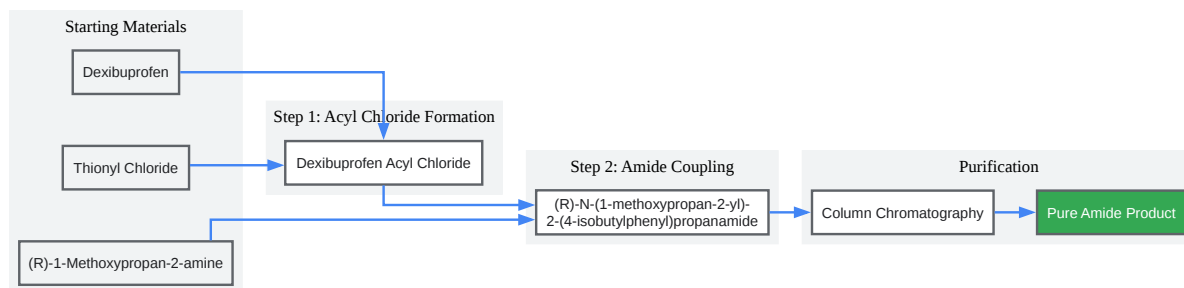 Starting Materials
Dexibuprofen
Thionyl Chloride
(R)-1-Methoxypropan-2-amine
Step 1: Acyl Chloride Formation
Dexibuprofen Acyl Chloride
Step 2: Amide Coupling
(R)-N-(1-methoxypropan-2-yl)-
2-(4-isobutylphenyl)propanamide
Purification
Column Chromatography
Pure Amide Product